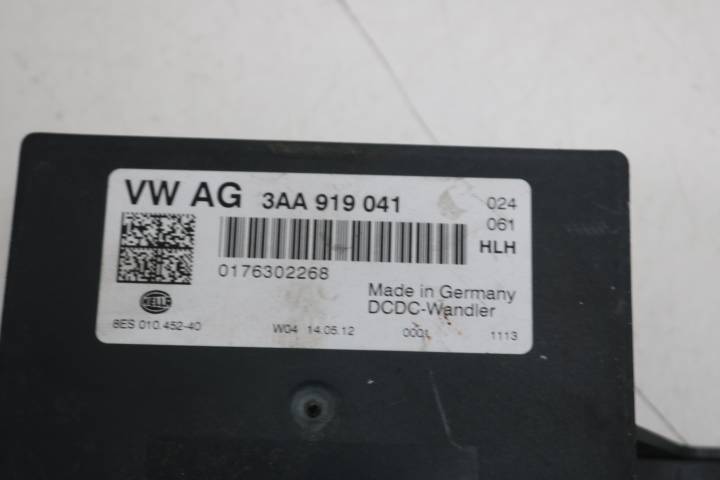 VW AG 3AA 919 041 024
061
HLH
0176302268
Made in Germany
DCDC-Wandler
HELLA
8ES 010.452-40 W04 14.05.12 0001 1113